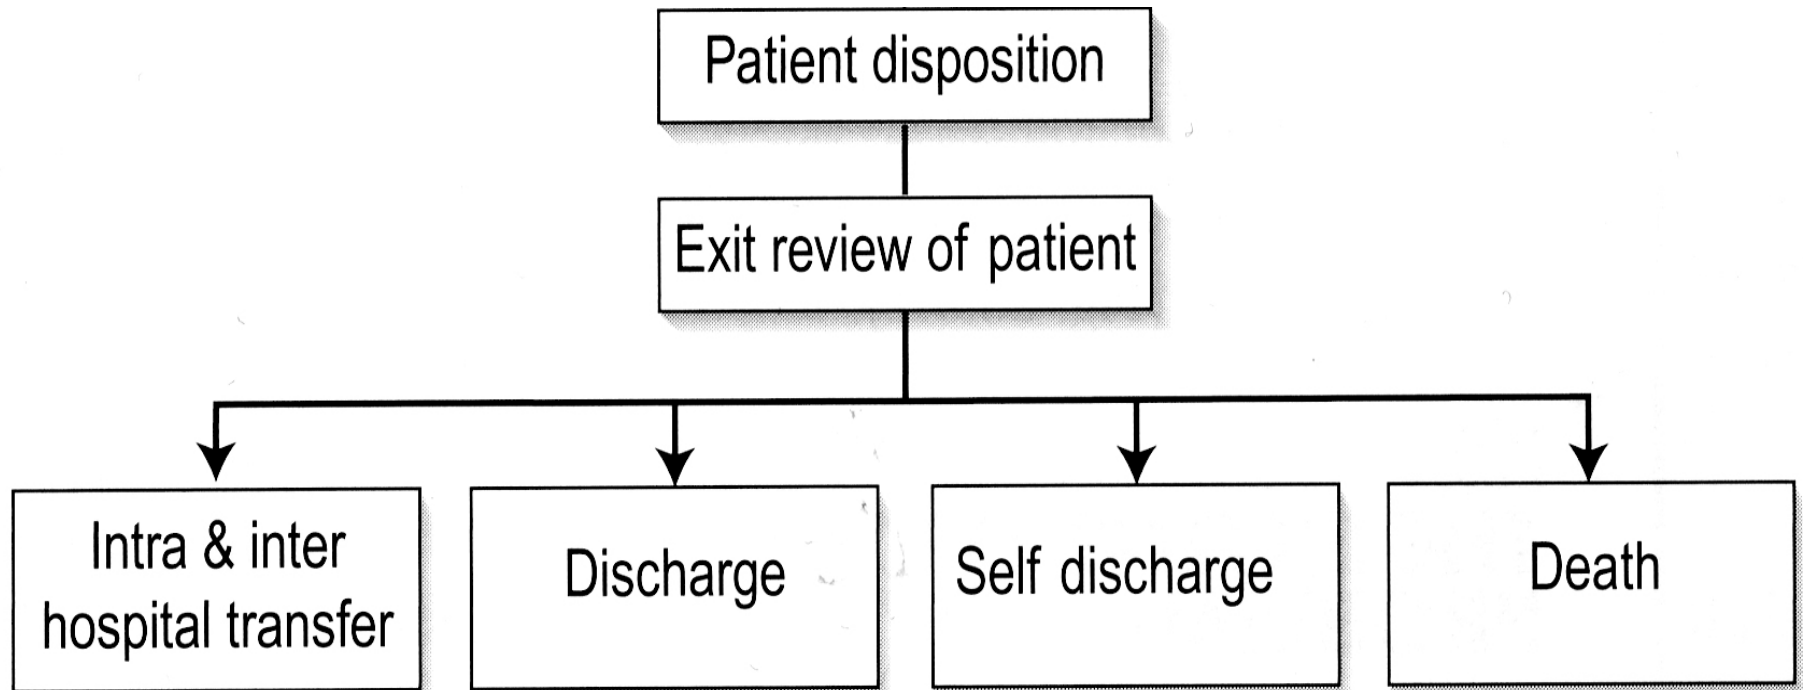 Patient disposition
Exit review of patient
Intra & inter
hospital transfer
Discharge
Self discharge
Death